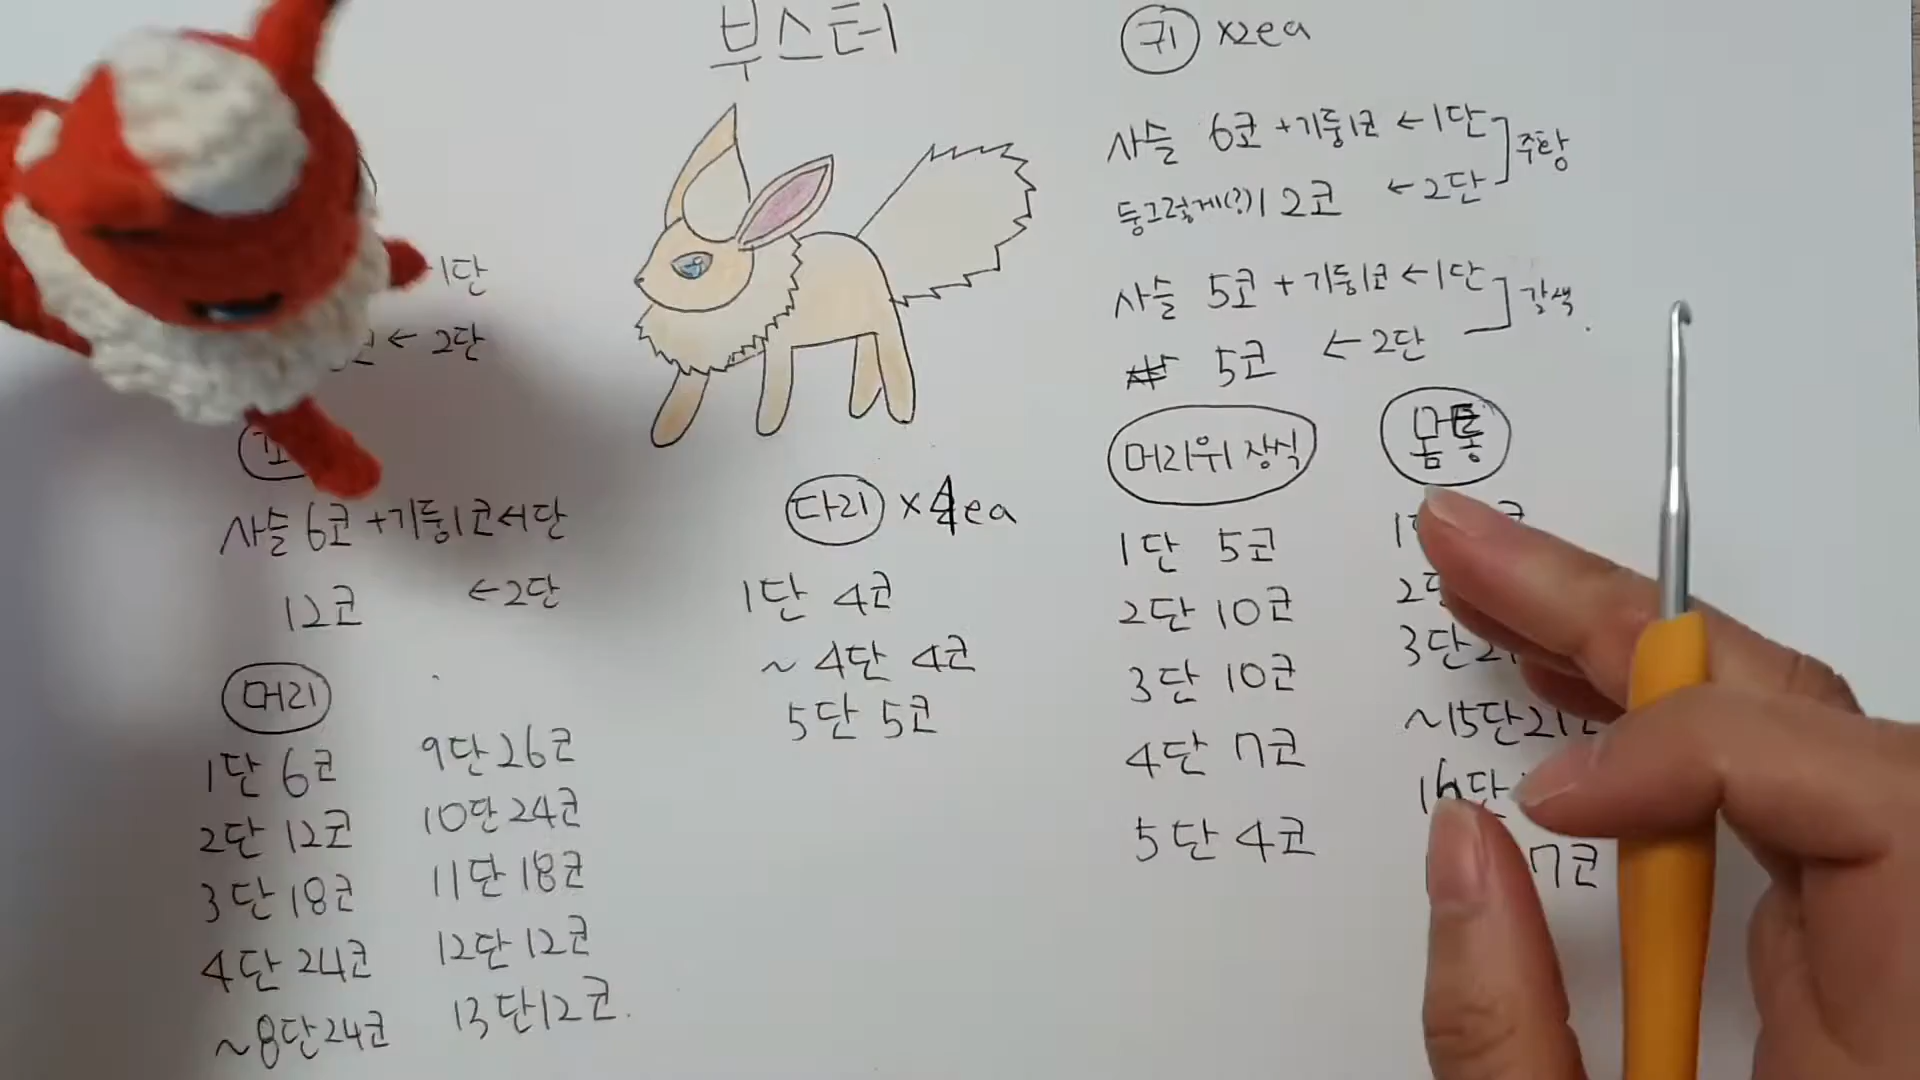 부스터
귀 x2ea
사슬 6코 +기둥1코 ←1단
둥그렇게(?) 12코 ←2단
주황
사슬 5코 + 기둥1코 ←1단
5코 ←2단
갈색
1단
← 2단
사슬 6코 +기둥1코 ←1단
12코 ←2단
머리
1단 6코
2단 12코
3단 18코
4단 24코
~8단 24코
9단 26코
10단 24코
11단 18코
12단 12코
13단 12코.
다리 x 4ea
1단 4코
~ 4단 4코
5단 5코
머리위 장식
1단 5코
2단 10코
3단 10코
4단 7코
5단 4코
몸통
3단
~15단 21
16단
7코